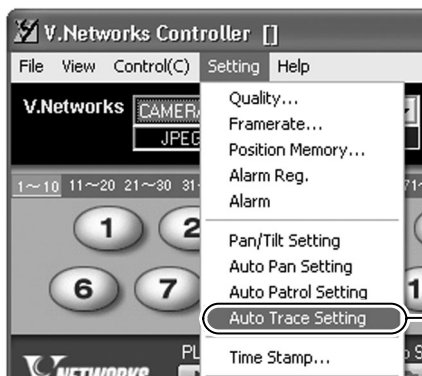 V.Networks Controller []
File View Control(C) Setting Help
V.Networks
JPEG
Quality...
Framerate...
Position Memory...
Alarm Reg.
Alarm
1~10 11~20 21~30
1 2
Pan/Tilt Setting
Auto Pan Setting
6 7
Auto Patrol Setting
Auto Trace Setting
Time Stamp...
V.NETWORKS